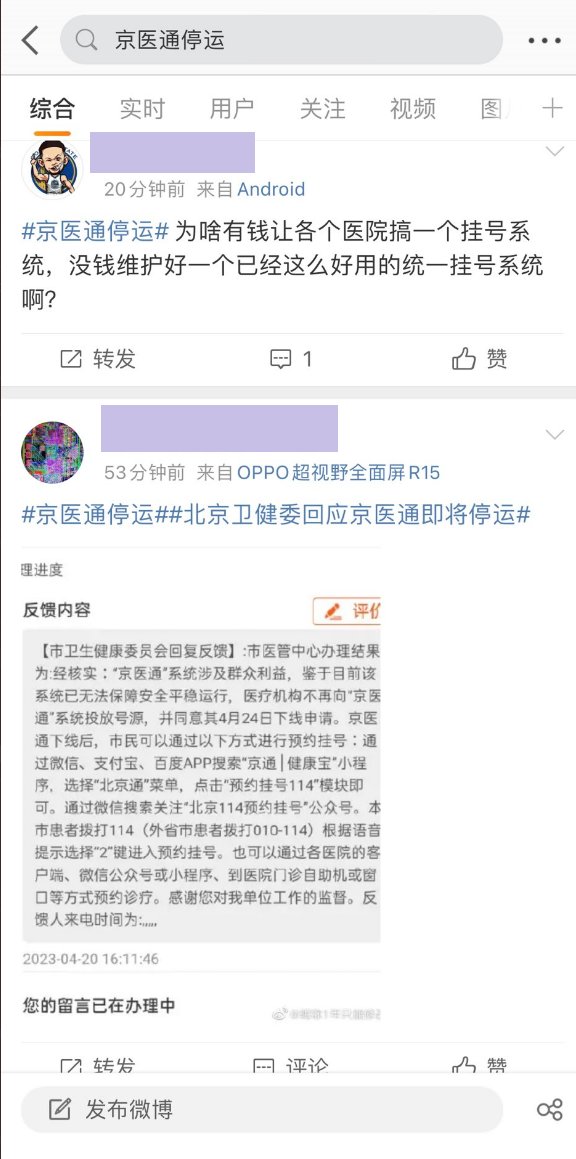 京医通停运
综合 实时 用户 关注 视频 图
20分钟前 来自Android
#京医通停运# 为啥有钱让各个医院搞一个挂号系
统，没钱维护好一个已经这么好用的统一挂号系统
啊?
转发 1 赞
53分钟前 来自OPPO超视野全面屏R15
#京医通停运##北京卫健委回应京医通即将停运#
理进度
反馈内容 评价
【市卫生健康委员会回复反馈】:市医管中心办理结果
为:经核实：“京医通”系统涉及群众利益，鉴于目前该
系统已无法保障安全平稳运行，医疗机构不再向“京医
通”系统投放号源，并同意其4月24日下线申请。京医
通下线后，市民可以通过以下方式进行预约挂号：通
过微信、支付宝、百度APP搜索“京通│健康宝”小程
序，选择“北京通”菜单，点击“预约挂号114”模块即
可。通过微信搜索关注“北京114预约挂号”公众号。本
市患者拨打114（外省市患者拨打010-114）根据语音
提示选择“2”键进入预约挂号。也可以通过各医院的客
户端、微信公众号或小程序、到医院门诊自助机或窗
口等方式预约诊疗。感谢您对我单位工作的监督。反
馈人来电时间为:,,,,,
2023-04-20 16:11:46
您的留言已在办理中
转发 评论 赞
发布微博